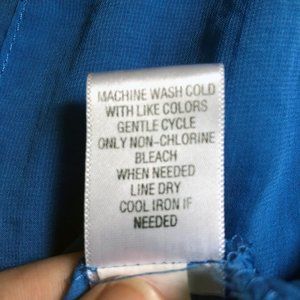 MACHINE WASH COLD
WITH LIKE COLORS
GENTLE CYCLE
ONLY NON-CHLORINE
BLEACH
WHEN NEEDED
LINE DRY
COOL IRON IF
NEEDED